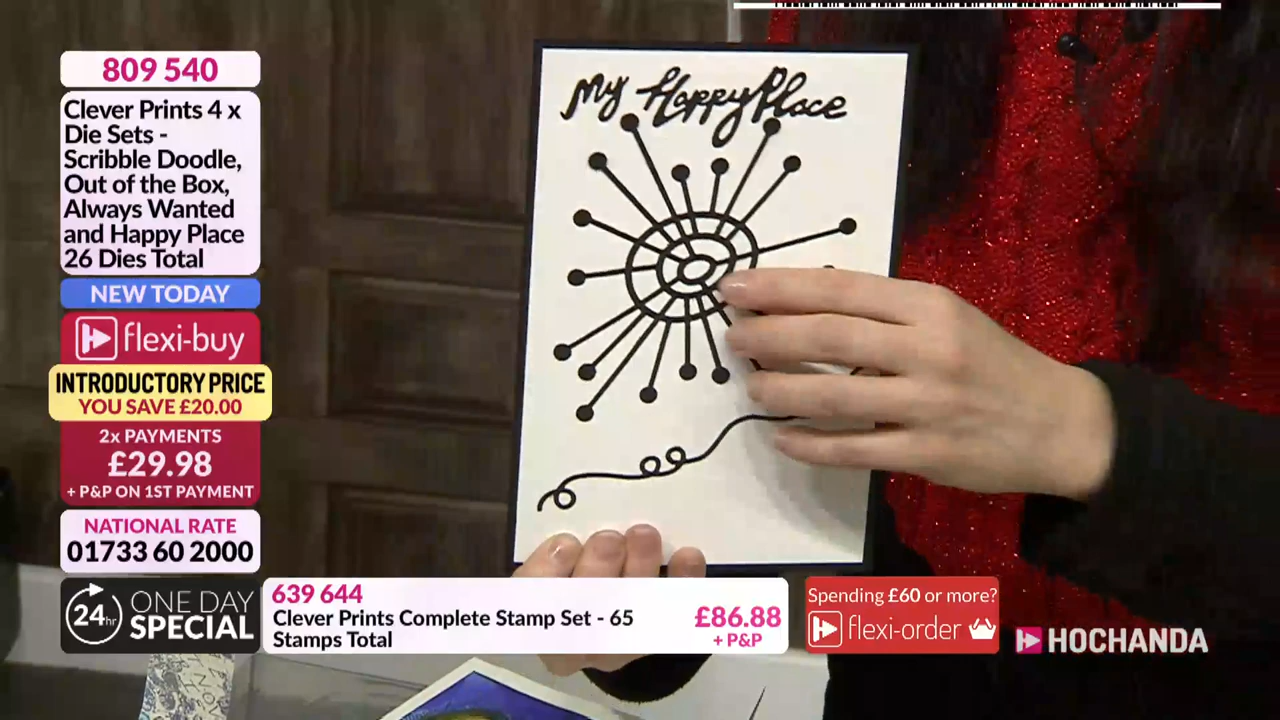 809 540
Clever Prints 4 x
Die Sets -
Scribble Doodle,
Out of the Box,
Always Wanted
and Happy Place
26 Dies Total
NEW TODAY
flexi-buy
INTRODUCTORY PRICE
YOU SAVE £20.00
2x PAYMENTS
£29.98
+ P&P ON 1ST PAYMENT
NATIONAL RATE
01733 60 2000
My Happy Place
24hr
ONE DAY
SPECIAL
639 644
Clever Prints Complete Stamp Set - 65
Stamps Total
£86.88
+ P&P
Spending £60 or more?
flexi-order
HOCHANDA